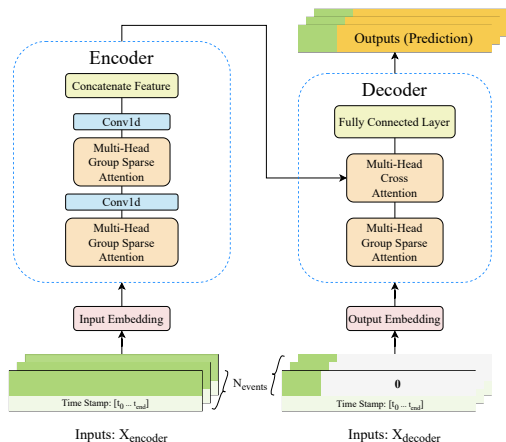 Outputs (Prediction)
Encoder
Concatenate Feature
Conv1d
Multi-Head
Group Sparse
Attention
Conv1d
Multi-Head
Group Sparse
Attention
Input Embedding
Time Stamp: [t0 ... tend]
Inputs: Xencoder
Nevents
Decoder
Fully Connected Layer
Multi-Head
Cross
Attention
Multi-Head
Group Sparse
Attention
Output Embedding
0
Time Stamp: [t0 ... tend]
Inputs: Xdecoder